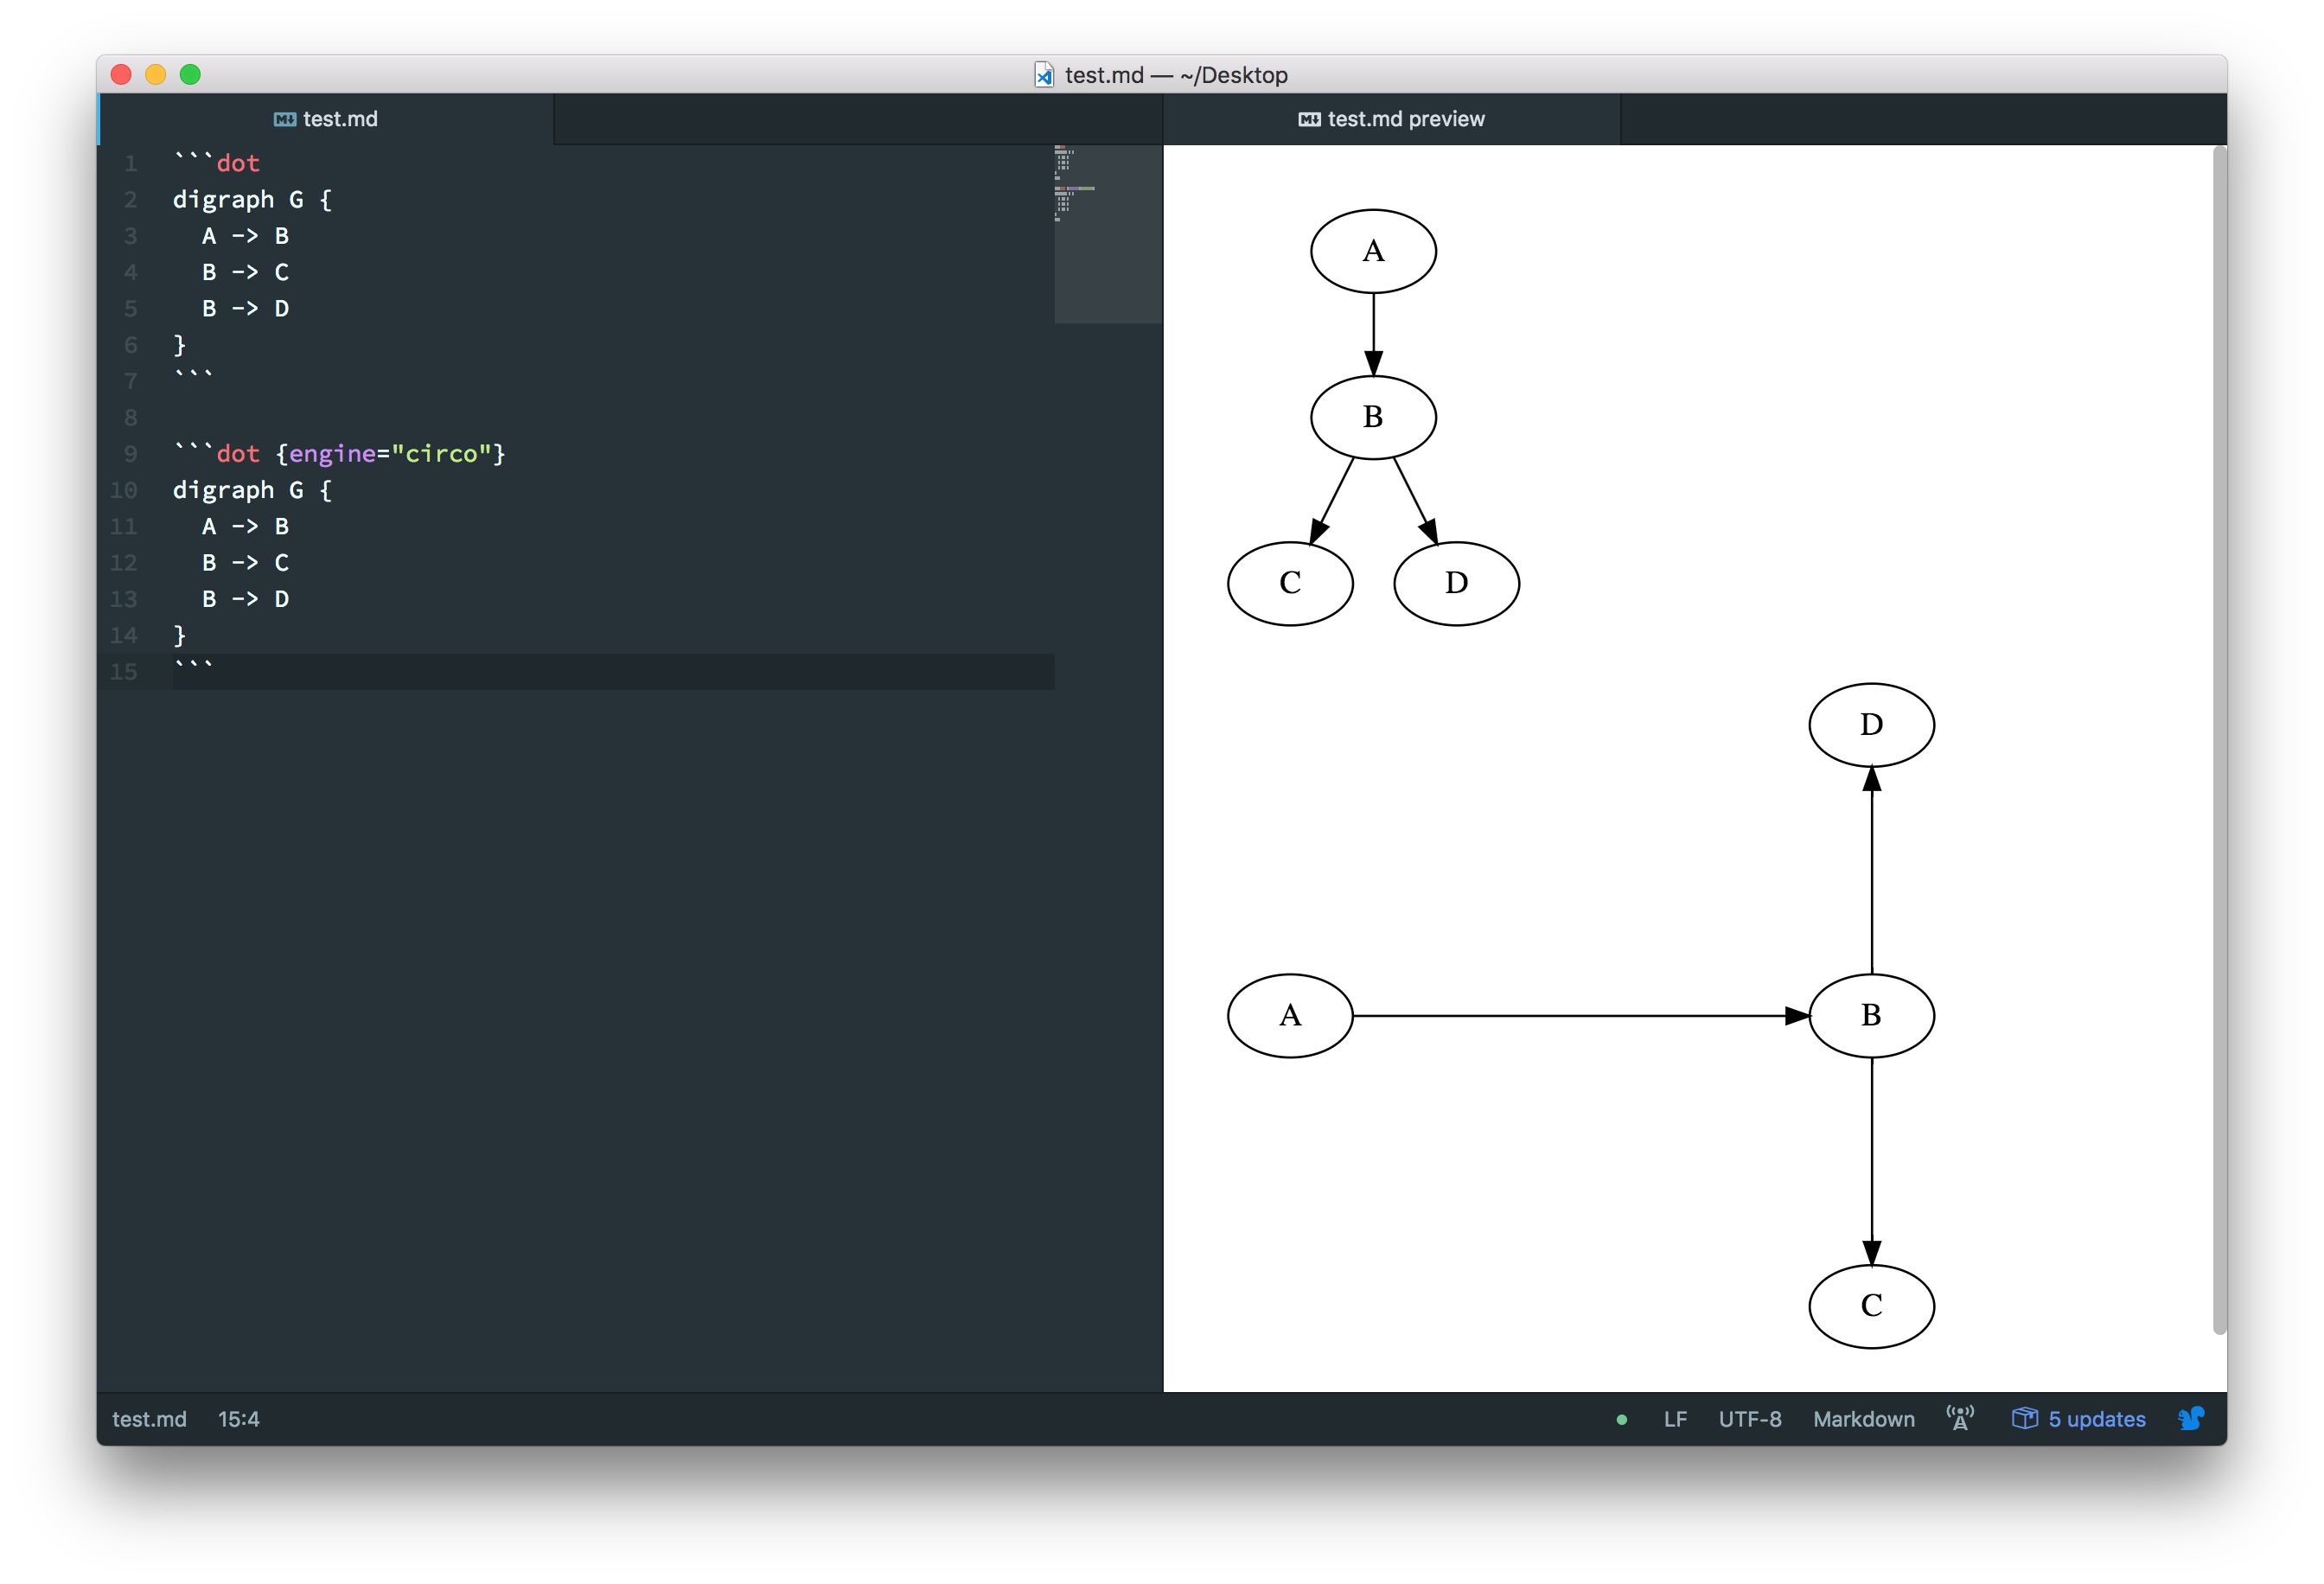 test.md — ~/Desktop
test.md
test.md preview
1 ```dot
2 digraph G {
3   A -> B
4   B -> C
5   B -> D
6 }
7 ```
8
9 ```dot {engine="circo"}
10 digraph G {
11   A -> B
12   B -> C
13   B -> D
14 }
15 ```
A
B
C D
D
A B
C
test.md 15:4 LF UTF-8 Markdown 5 updates